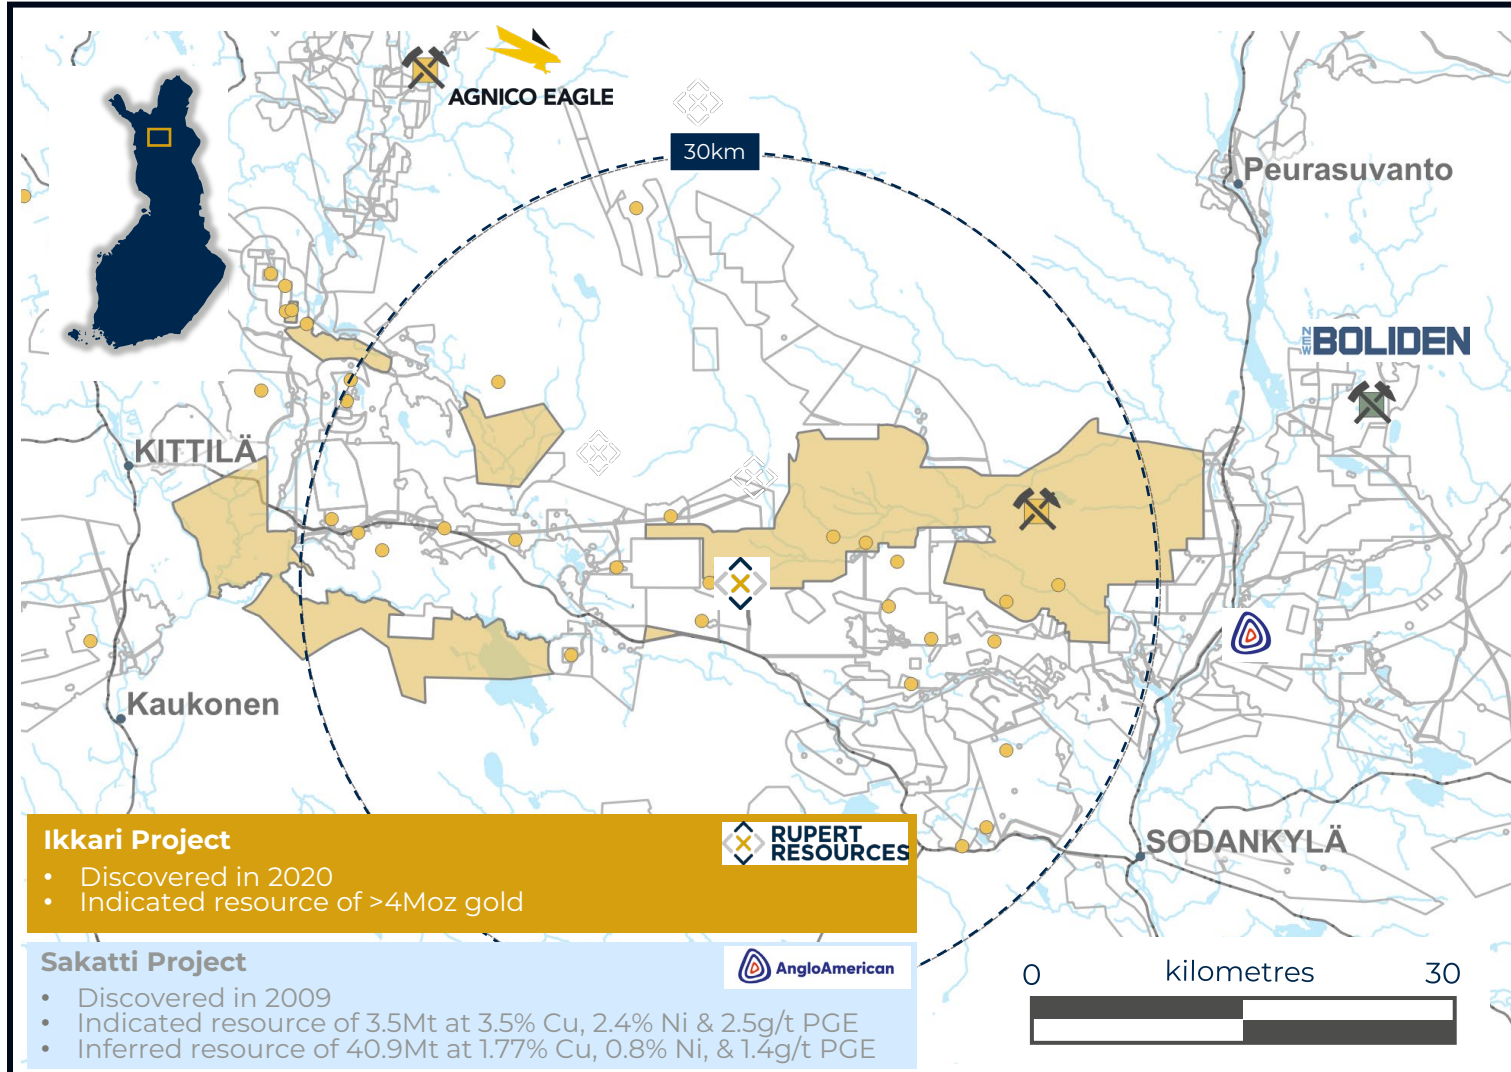 AGNICO EAGLE
30km
Peurasuvanto
NEW BOLIDEN
KITTILÄ
Kaukonen
SODANKYLÄ
Ikkari Project
RUPERT
RESOURCES
• Discovered in 2020
• Indicated resource of >4Moz gold
Sakatti Project
AngloAmerican
• Discovered in 2009
• Indicated resource of 3.5Mt at 3.5% Cu, 2.4% Ni & 2.5g/t PGE
• Inferred resource of 40.9Mt at 1.77% Cu, 0.8% Ni, & 1.4g/t PGE
0 kilometres 30